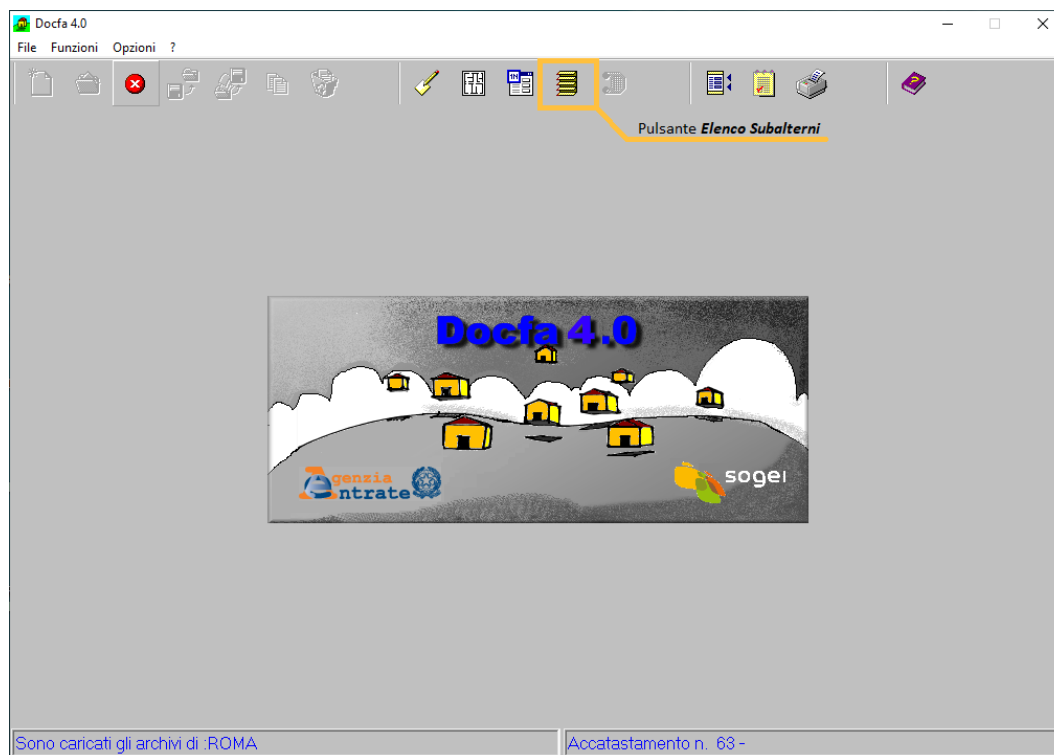 Docfa 4.0
File Funzioni Opzioni ?
1N
Pulsante Elenco Subalterni
Docfa 4.0
genzia
ntrate
sogei
Sono caricati gli archivi di :ROMA
Accatastamento n. 63 -